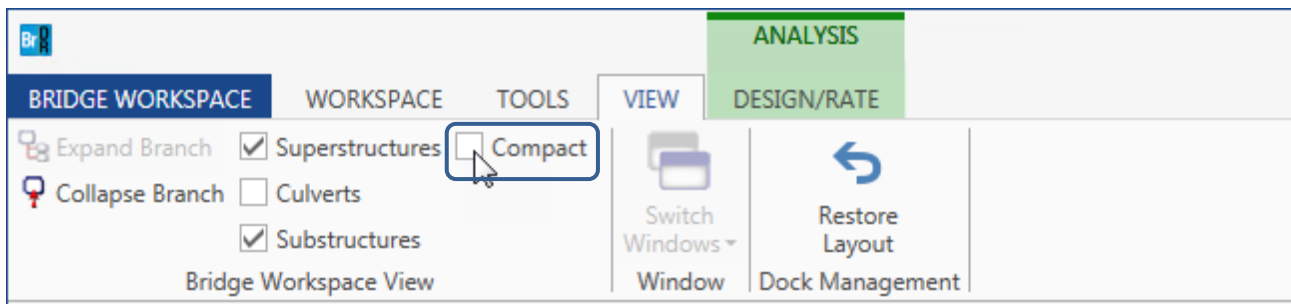 BrDR
ANALYSIS
BRIDGE WORKSPACE WORKSPACE TOOLS VIEW DESIGN/RATE
Expand Branch Superstructures Compact
Collapse Branch Culverts
Substructures
Switch Windows
Restore Layout
Bridge Workspace View Window Dock Management